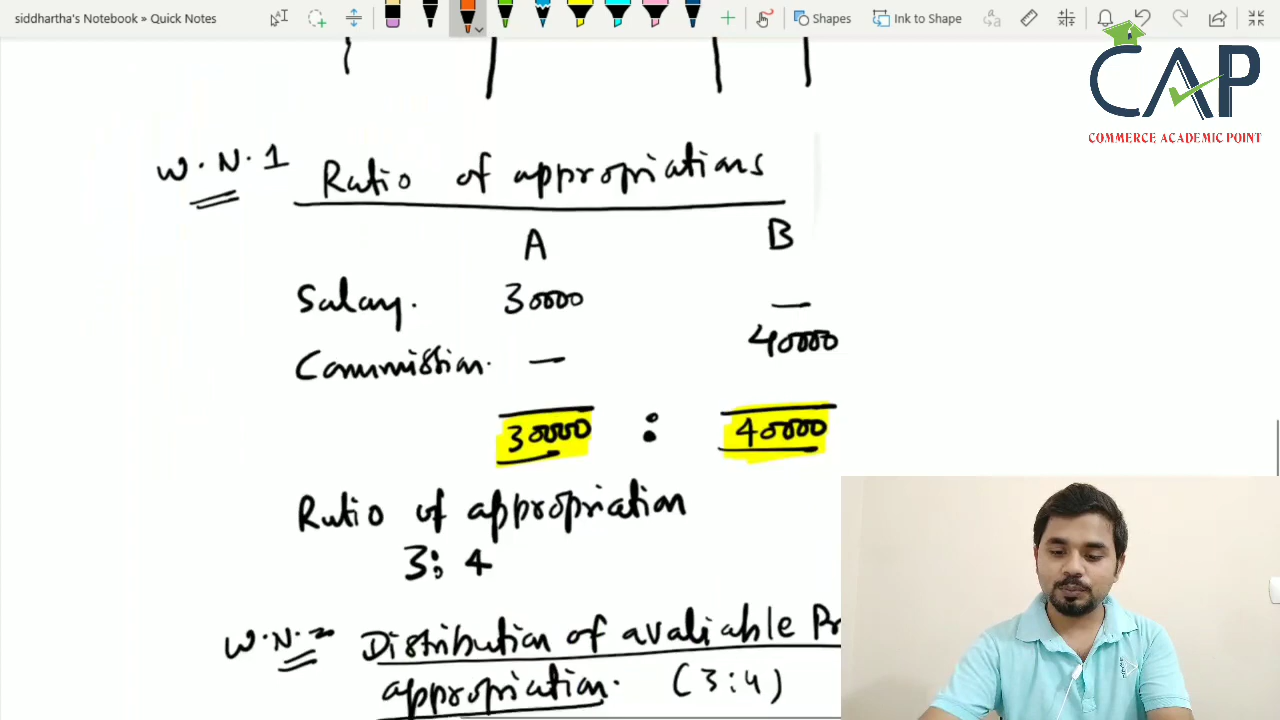 siddhartha's Notebook » Quick Notes
Shapes
Ink to Shape
CAP
COMMERCE ACADEMIC POINT
W.N.1 Ratio of appropriations
A B
Salary. 30000 —
Commission. — 40000
30000 : 40000
Ratio of appropriation
3:4
W.N.2 Distribution of avaliable Pr
appropriation. (3:4)